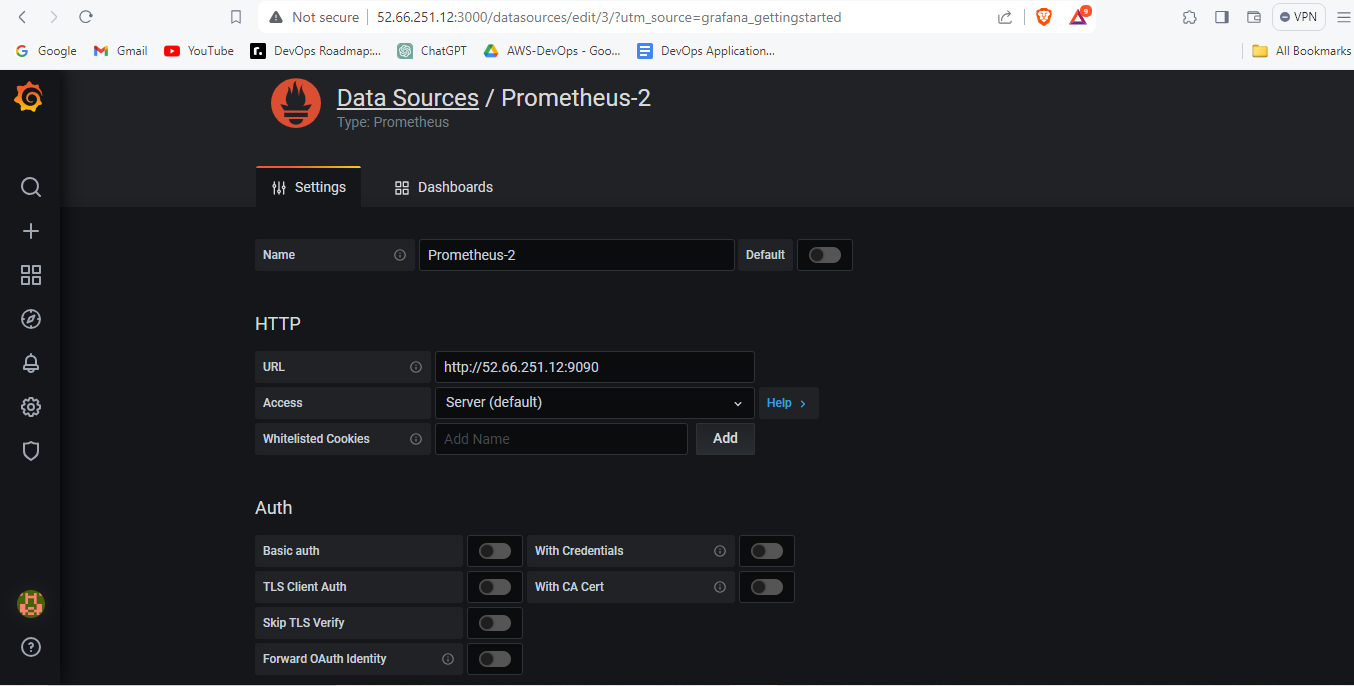 Not secure 52.66.251.12:3000/datasources/edit/3/?utm_source=grafana_gettingstarted 9 VPN
Google Gmail YouTube DevOps Roadmap:... ChatGPT AWS-DevOps - Goo... DevOps Application... All Bookmarks
Data Sources / Prometheus-2
Type: Prometheus
Settings Dashboards
Name Prometheus-2 Default
HTTP
URL http://52.66.251.12:9090
Access Server (default) Help
Whitelisted Cookies Add Name Add
Auth
Basic auth With Credentials
TLS Client Auth With CA Cert
Skip TLS Verify
Forward OAuth Identity